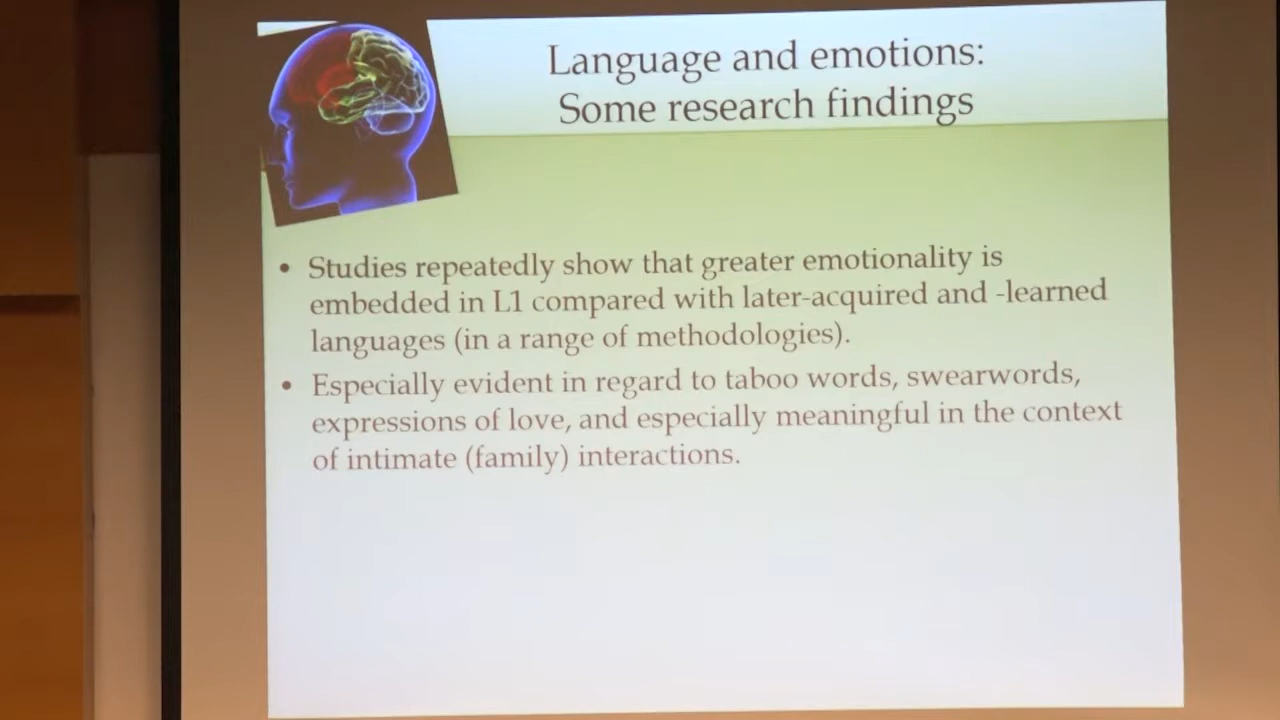 Language and emotions:
Some research findings
• Studies repeatedly show that greater emotionality is
embedded in L1 compared with later-acquired and -learned
languages (in a range of methodologies).
• Especially evident in regard to taboo words, swearwords,
expressions of love, and especially meaningful in the context
of intimate (family) interactions.